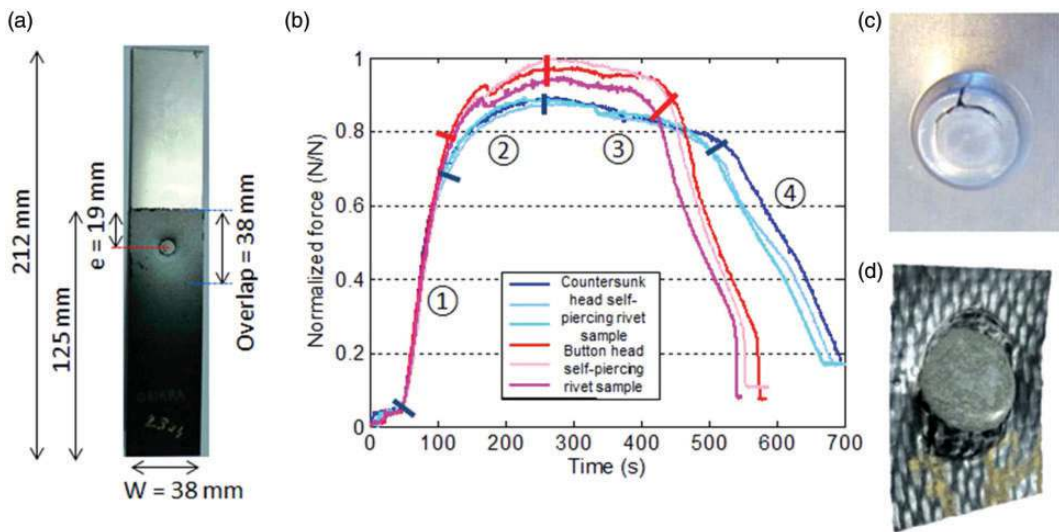 (a)
212 mm
125 mm
e = 19 mm
Overlap = 38 mm
W = 38 mm
(b)
Normalized force (N/N)
1
0.8
0.6
0.4
0.2
0
0 100 200 300 400 500 600 700
Time (s)
①
②
③
④
Countersunk
head self-
piercing rivet
sample
Button head
self-piercing
rivet sample
(c)
(d)